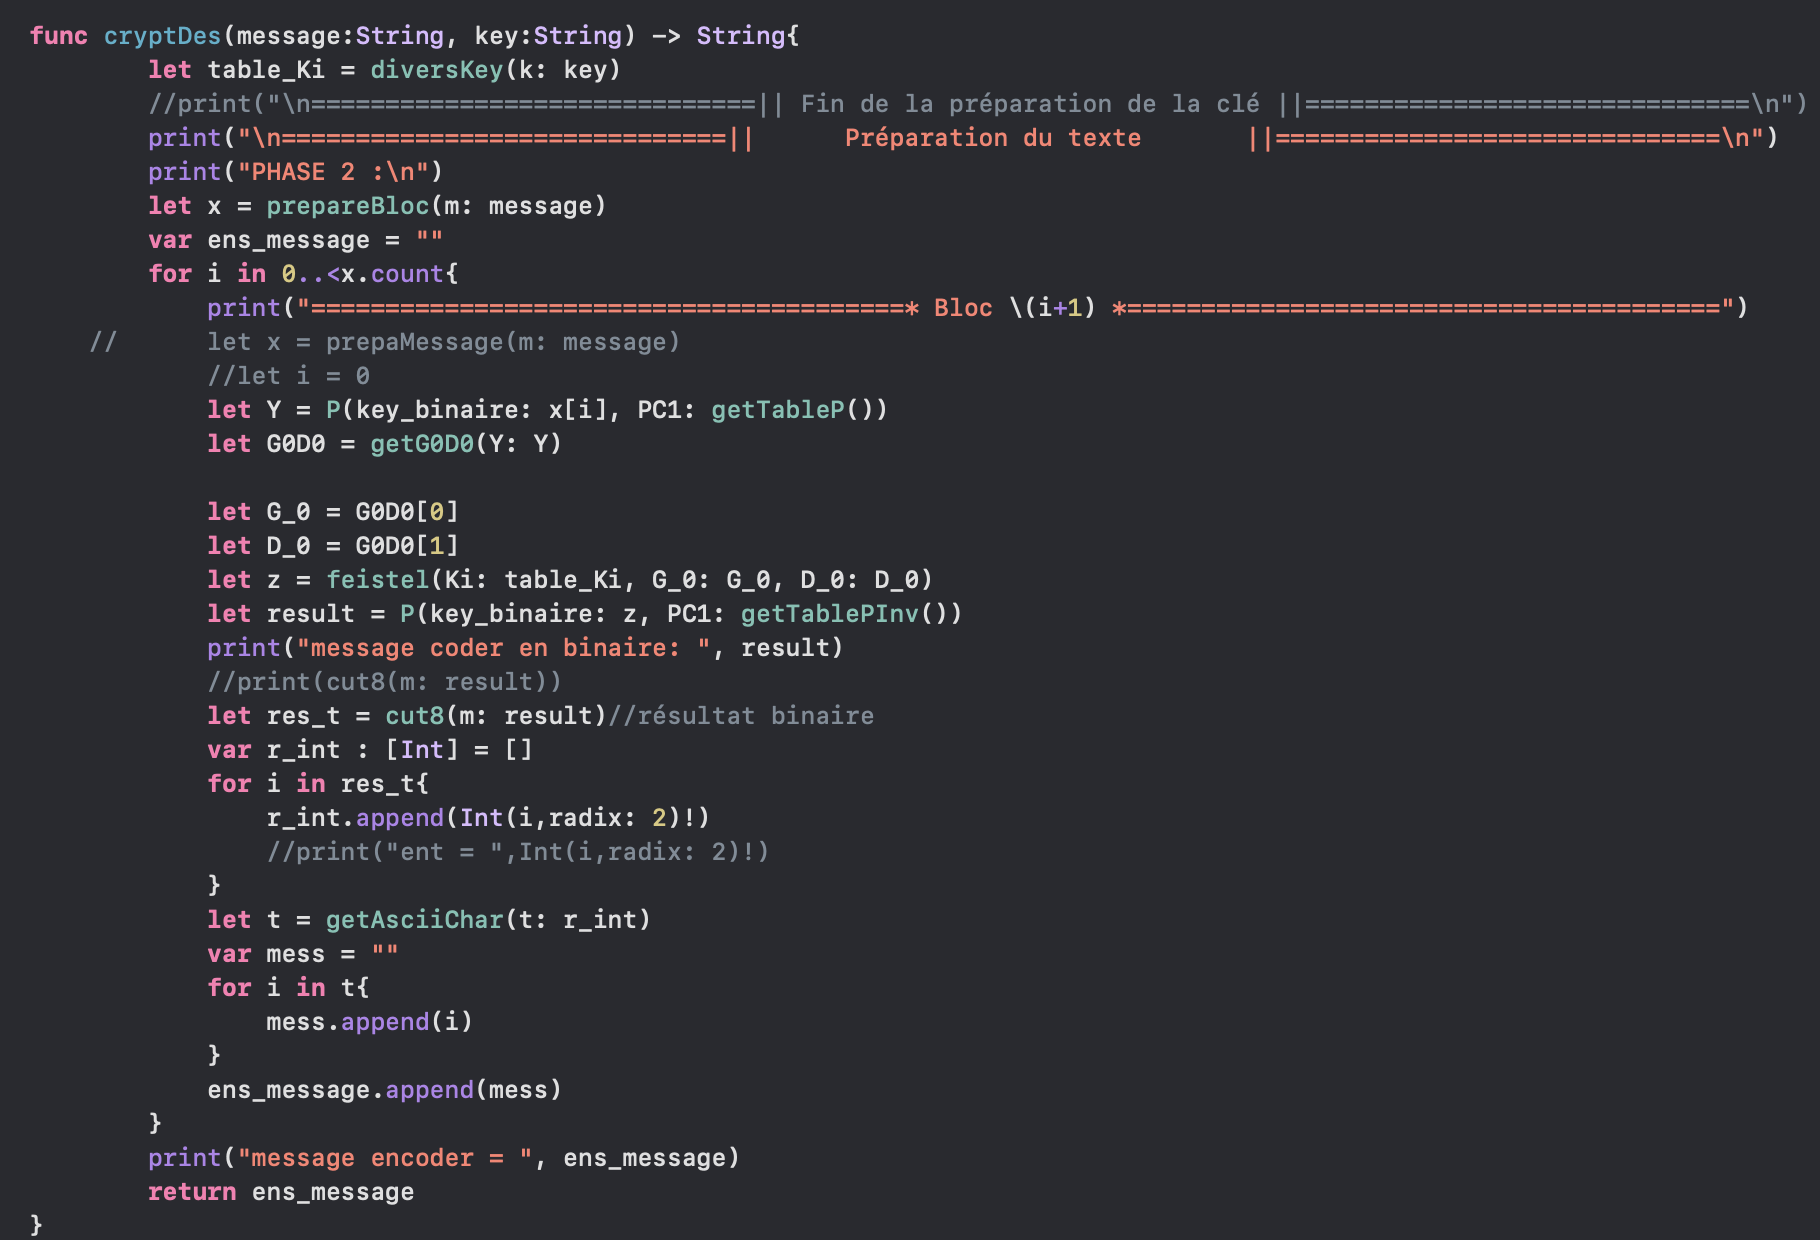 func cryptDes(message:String, key:String) -> String{
        let table_Ki = diversKey(k: key)
        //print("\n==============================|| Fin de la préparation de la clé ||==============================\n")
        print("\n==============================||      Préparation du texte       ||==============================\n")
        print("PHASE 2 :\n")
        let x = prepareBloc(m: message)
        var ens_message = ""
        for i in 0..<x.count{
            print("========================================* Bloc \(i+1) *========================================")
    //      let x = prepaMessage(m: message)
            //let i = 0
            let Y = P(key_binaire: x[i], PC1: getTableP())
            let G0D0 = getG0D0(Y: Y)

            let G_0 = G0D0[0]
            let D_0 = G0D0[1]
            let z = feistel(Ki: table_Ki, G_0: G_0, D_0: D_0)
            let result = P(key_binaire: z, PC1: getTablePInv())
            print("message coder en binaire: ", result)
            //print(cut8(m: result))
            let res_t = cut8(m: result)//résultat binaire
            var r_int : [Int] = []
            for i in res_t{
                r_int.append(Int(i,radix: 2)!)
                //print("ent = ",Int(i,radix: 2)!)
            }
            let t = getAsciiChar(t: r_int)
            var mess = ""
            for i in t{
                mess.append(i)
            }
            ens_message.append(mess)
        }
        print("message encoder = ", ens_message)
        return ens_message
}